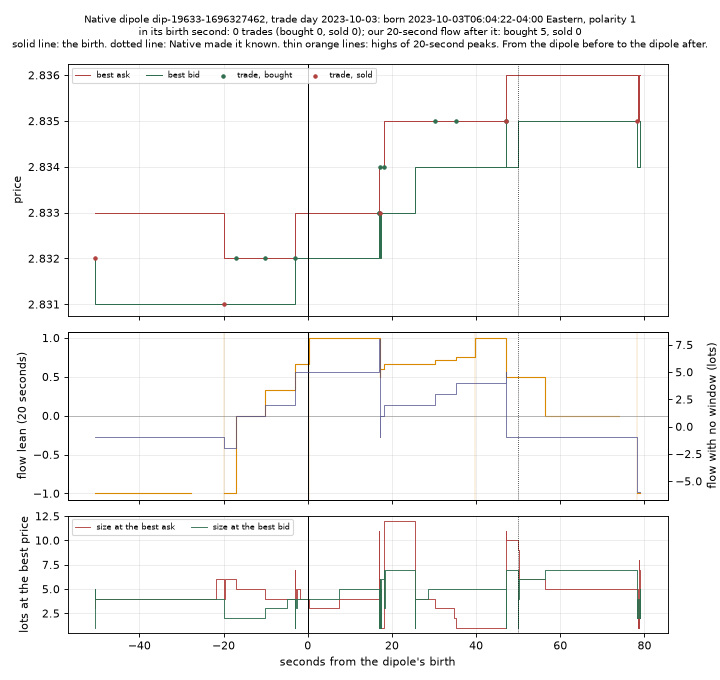 Native dipole dip-19633-1696327462, trade day 2023-10-03: born 2023-10-03T06:04:22-04:00 Eastern, polarity 1
in its birth second: 0 trades (bought 0, sold 0); our 20-second flow after it: bought 5, sold 0
solid line: the birth. dotted line: Native made it known. thin orange lines: highs of 20-second peaks. From the dipole before to the dipole after.
best ask
best bid
trade, bought
trade, sold
2.836
2.835
2.834
2.833
2.832
2.831
price
1.0
0.5
0.0
−0.5
−1.0
flow lean (20 seconds)
7.5
5.0
2.5
0.0
−2.5
−5.0
flow with no window (lots)
size at the best ask
size at the best bid
12.5
10.0
7.5
5.0
2.5
lots at the best price
−40
−20
0
20
40
60
80
seconds from the dipole's birth